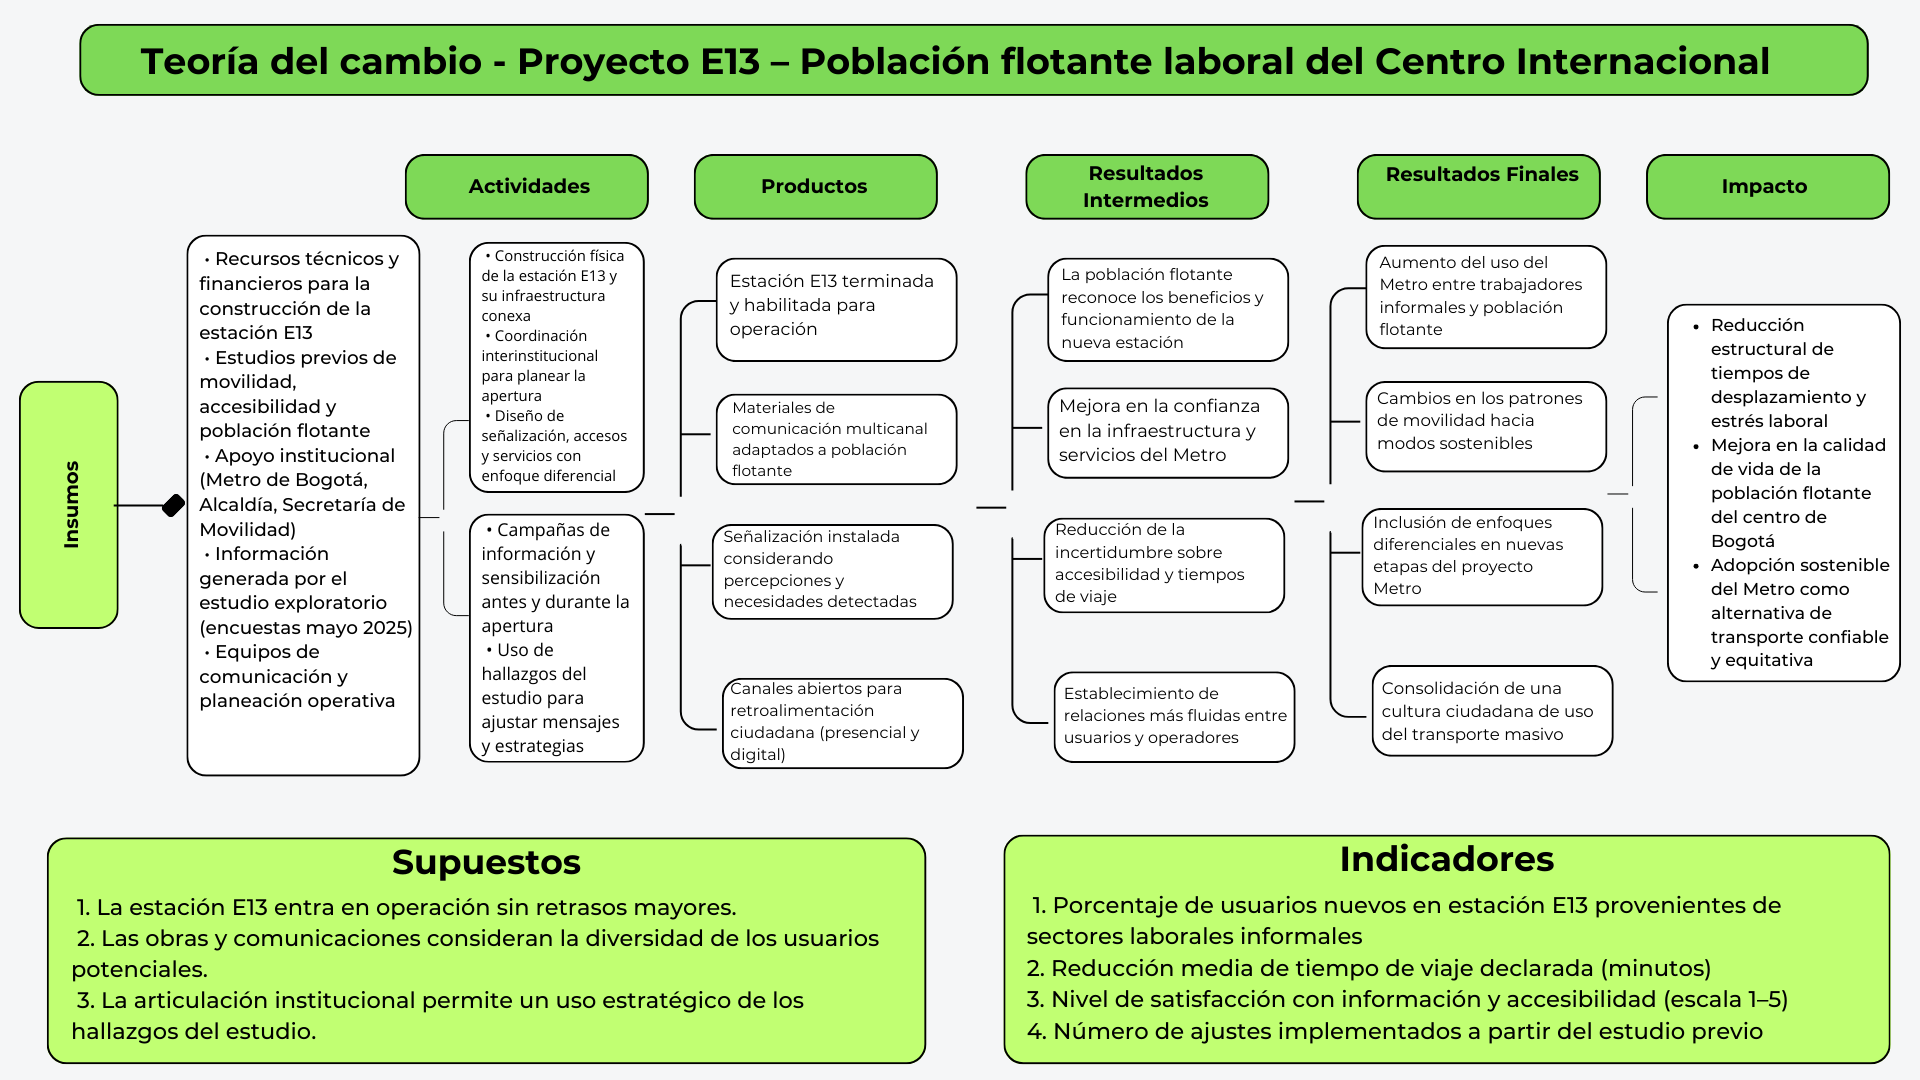 Teoría del cambio - Proyecto E13 – Población flotante laboral del Centro Internacional
Insumos
• Recursos técnicos y
financieros para la
construcción de la
estación E13
• Estudios previos de
movilidad,
accesibilidad y
población flotante
• Apoyo institucional
(Metro de Bogotá,
Alcaldía, Secretaría de
Movilidad)
• Información
generada por el
estudio exploratorio
(encuestas mayo 2025)
• Equipos de
comunicación y
planeación operativa
Actividades
• Construcción física
de la estación E13 y
su infraestructura
conexa
• Coordinación
interinstitucional
para planear la
apertura
• Diseño de
señalización, accesos
y servicios con
enfoque diferencial
• Campañas de
información y
sensibilización
antes y durante la
apertura
• Uso de
hallazgos del
estudio para
ajustar mensajes
y estrategias
Productos
Estación E13 terminada
y habilitada para
operación
Materiales de
comunicación multicanal
adaptados a población
flotante
Señalización instalada
considerando
percepciones y
necesidades detectadas
Canales abiertos para
retroalimentación
ciudadana (presencial y
digital)
Resultados
Intermedios
La población flotante
reconoce los beneficios y
funcionamiento de la
nueva estación
Mejora en la confianza
en la infraestructura y
servicios del Metro
Reducción de la
incertidumbre sobre
accesibilidad y tiempos
de viaje
Establecimiento de
relaciones más fluidas entre
usuarios y operadores
Resultados Finales
Aumento del uso del
Metro entre trabajadores
informales y población
flotante
Cambios en los patrones
de movilidad hacia
modos sostenibles
Inclusión de enfoques
diferenciales en nuevas
etapas del proyecto
Metro
Consolidación de una
cultura ciudadana de uso
del transporte masivo
Impacto
• Reducción
estructural de
tiempos de
desplazamiento y
estrés laboral
• Mejora en la calidad
de vida de la
población flotante
del centro de
Bogotá
• Adopción sostenible
del Metro como
alternativa de
transporte confiable
y equitativa
Supuestos
1. La estación E13 entra en operación sin retrasos mayores.
2. Las obras y comunicaciones consideran la diversidad de los usuarios
potenciales.
3. La articulación institucional permite un uso estratégico de los
hallazgos del estudio.
Indicadores
1. Porcentaje de usuarios nuevos en estación E13 provenientes de
sectores laborales informales
2. Reducción media de tiempo de viaje declarada (minutos)
3. Nivel de satisfacción con información y accesibilidad (escala 1–5)
4. Número de ajustes implementados a partir del estudio previo